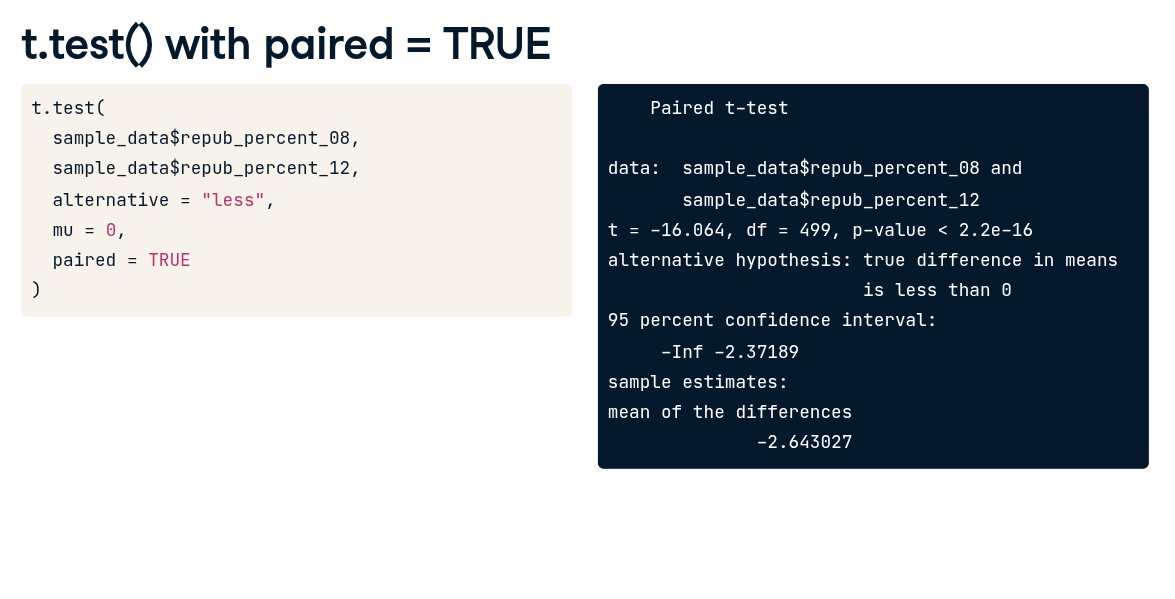 t.test() with paired = TRUE
t.test(
  sample_data$repub_percent_08,
  sample_data$repub_percent_12,
  alternative = "less",
  mu = 0,
  paired = TRUE
)
    Paired t-test
data:  sample_data$repub_percent_08 and
       sample_data$repub_percent_12
t = -16.064, df = 499, p-value < 2.2e-16
alternative hypothesis: true difference in means
                        is less than 0
95 percent confidence interval:
     -Inf -2.37189
sample estimates:
mean of the differences
              -2.643027